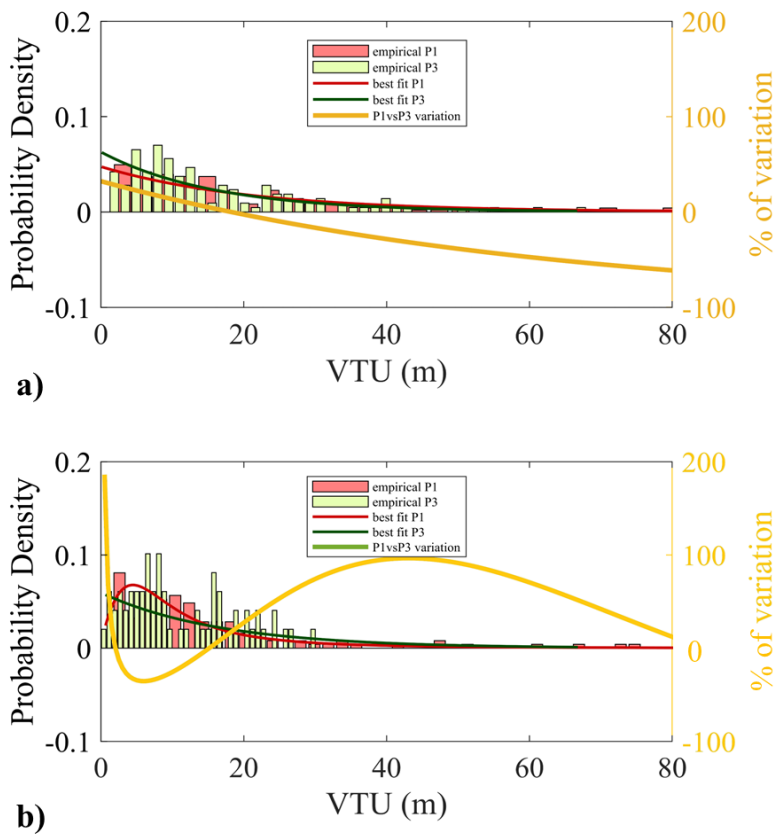 0.2
0.1
0
-0.1
Probability Density
empirical P1
empirical P3
best fit P1
best fit P3
P1vsP3 variation
200
100
0
-100
% of variation
0
20
40
60
80
VTU (m)
a)
0.2
0.1
0
-0.1
Probability Density
empirical P1
empirical P3
best fit P1
best fit P3
P1vsP3 variation
200
100
0
-100
% of variation
0
20
40
60
80
VTU (m)
b)